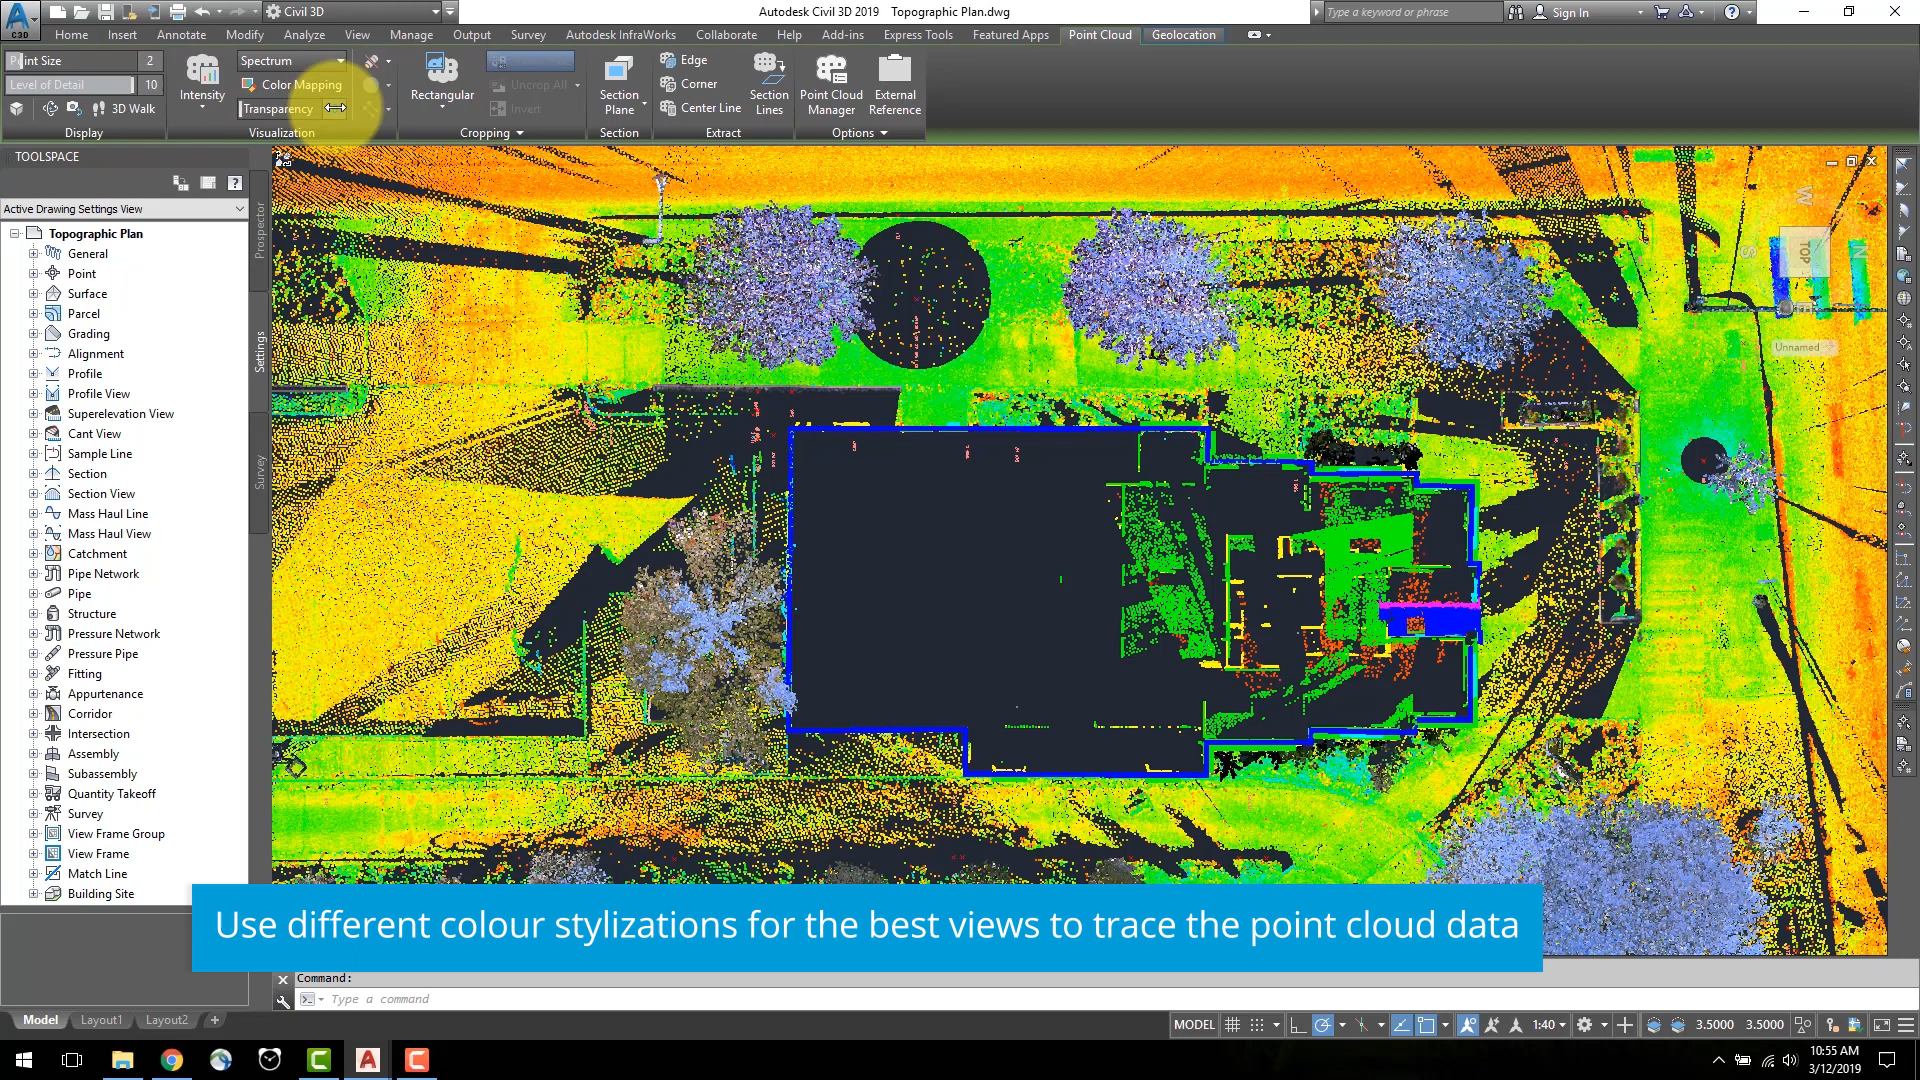 C3D
Civil 3D
Autodesk Civil 3D 2019 Topographic Plan.dwg
Type a keyword or phrase
Sign In
Home Insert Annotate Modify Analyze View Manage Output Survey Autodesk InfraWorks Collaborate Help Add-ins Express Tools Featured Apps Point Cloud Geolocation
Point Size 2
Level of Detail 10
3D Walk
Display
Intensity
Spectrum
Color Mapping
Transparency
Visualization
Rectangular
Uncrop All
Invert
Cropping
Section
Plane
Section
Edge
Corner
Center Line
Section
Lines
Extract
Point Cloud
Manager
External
Reference
Options
TOOLSPACE
Active Drawing Settings View
Topographic Plan
General
Point
Surface
Parcel
Grading
Alignment
Profile
Profile View
Superelevation View
Cant View
Sample Line
Section
Section View
Mass Haul Line
Mass Haul View
Catchment
Pipe Network
Pipe
Structure
Pressure Network
Pressure Pipe
Fitting
Appurtenance
Corridor
Intersection
Assembly
Subassembly
Quantity Takeoff
Survey
View Frame Group
View Frame
Match Line
Building Site
Prospector
Settings
Survey
W
S
TOP
N
Unnamed
Use different colour stylizations for the best views to trace the point cloud data
Command:
Type a command
Model Layout1 Layout2 +
MODEL
1:40
3.5000 3.5000
10:55 AM
3/12/2019